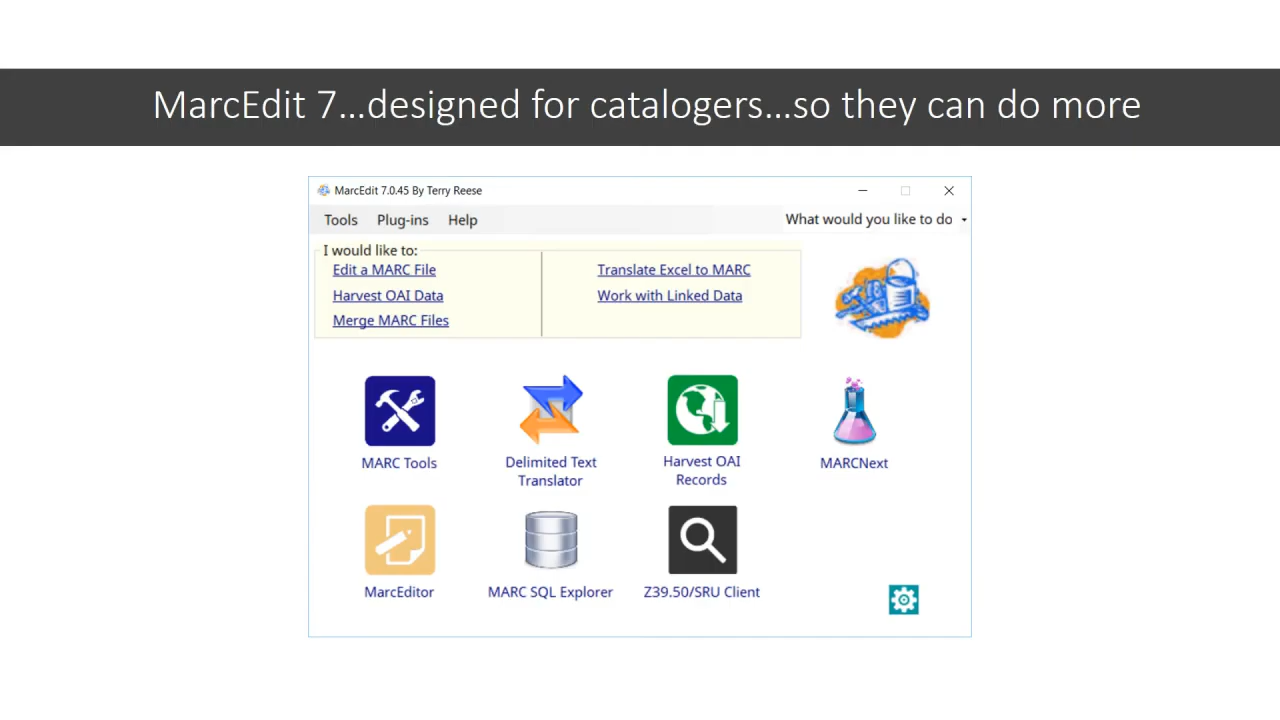 MarcEdit 7…designed for catalogers…so they can do more
MarcEdit 7.0.45 By Terry Reese
Tools Plug-ins Help What would you like to do
I would like to:
Edit a MARC File Translate Excel to MARC
Harvest OAI Data Work with Linked Data
Merge MARC Files
MARC Tools
Delimited Text
Translator
Harvest OAI
Records
MARCNext
MarcEditor
MARC SQL Explorer
Z39.50/SRU Client